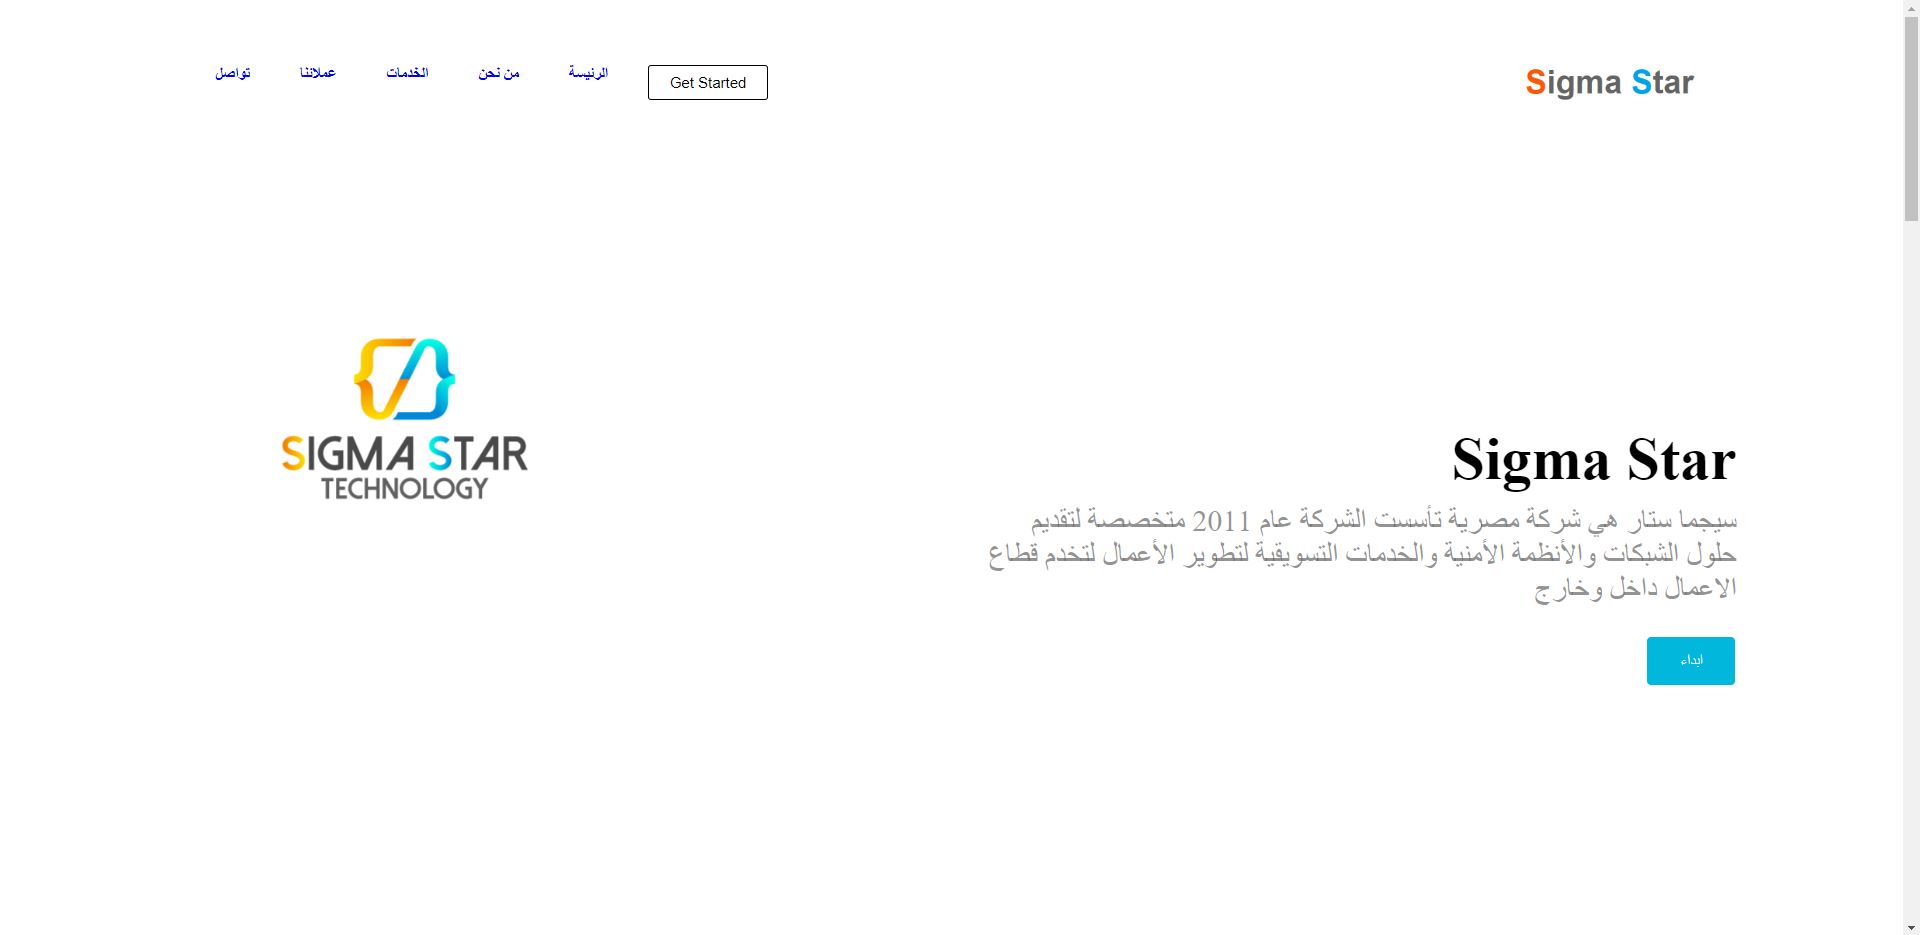 Sigma Star
Get Started
الرئيسة
من نحن
الخدمات
عملائنا
تواصل
SIGMA STAR
TECHNOLOGY
Sigma Star
سيجما ستار هي شركة مصرية تأسست الشركة عام 2011 متخصصة لتقديم
حلول الشبكات والأنظمة الأمنية والخدمات التسويقية لتطوير الأعمال لتخدم قطاع
الاعمال داخل وخارج
ابداء